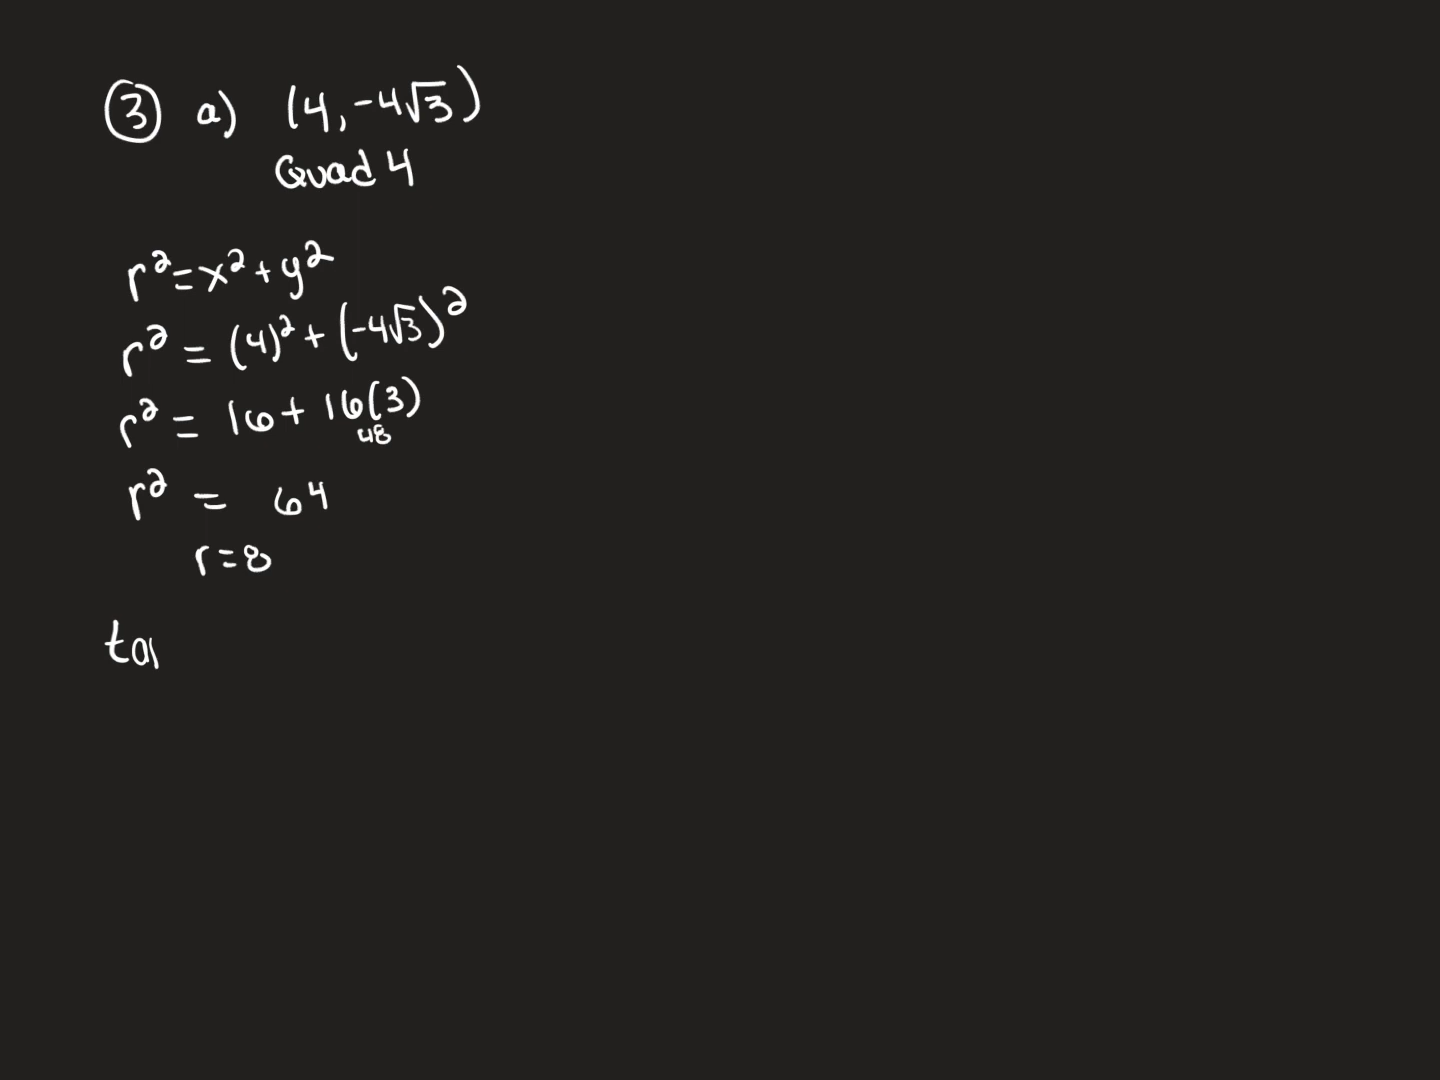 ③ a) (4, -4√3)
Quad 4
r² = x² + y²
r² = (4)² + (-4√3)²
r² = 16 + 16(3)
48
r² = 64
r = 8